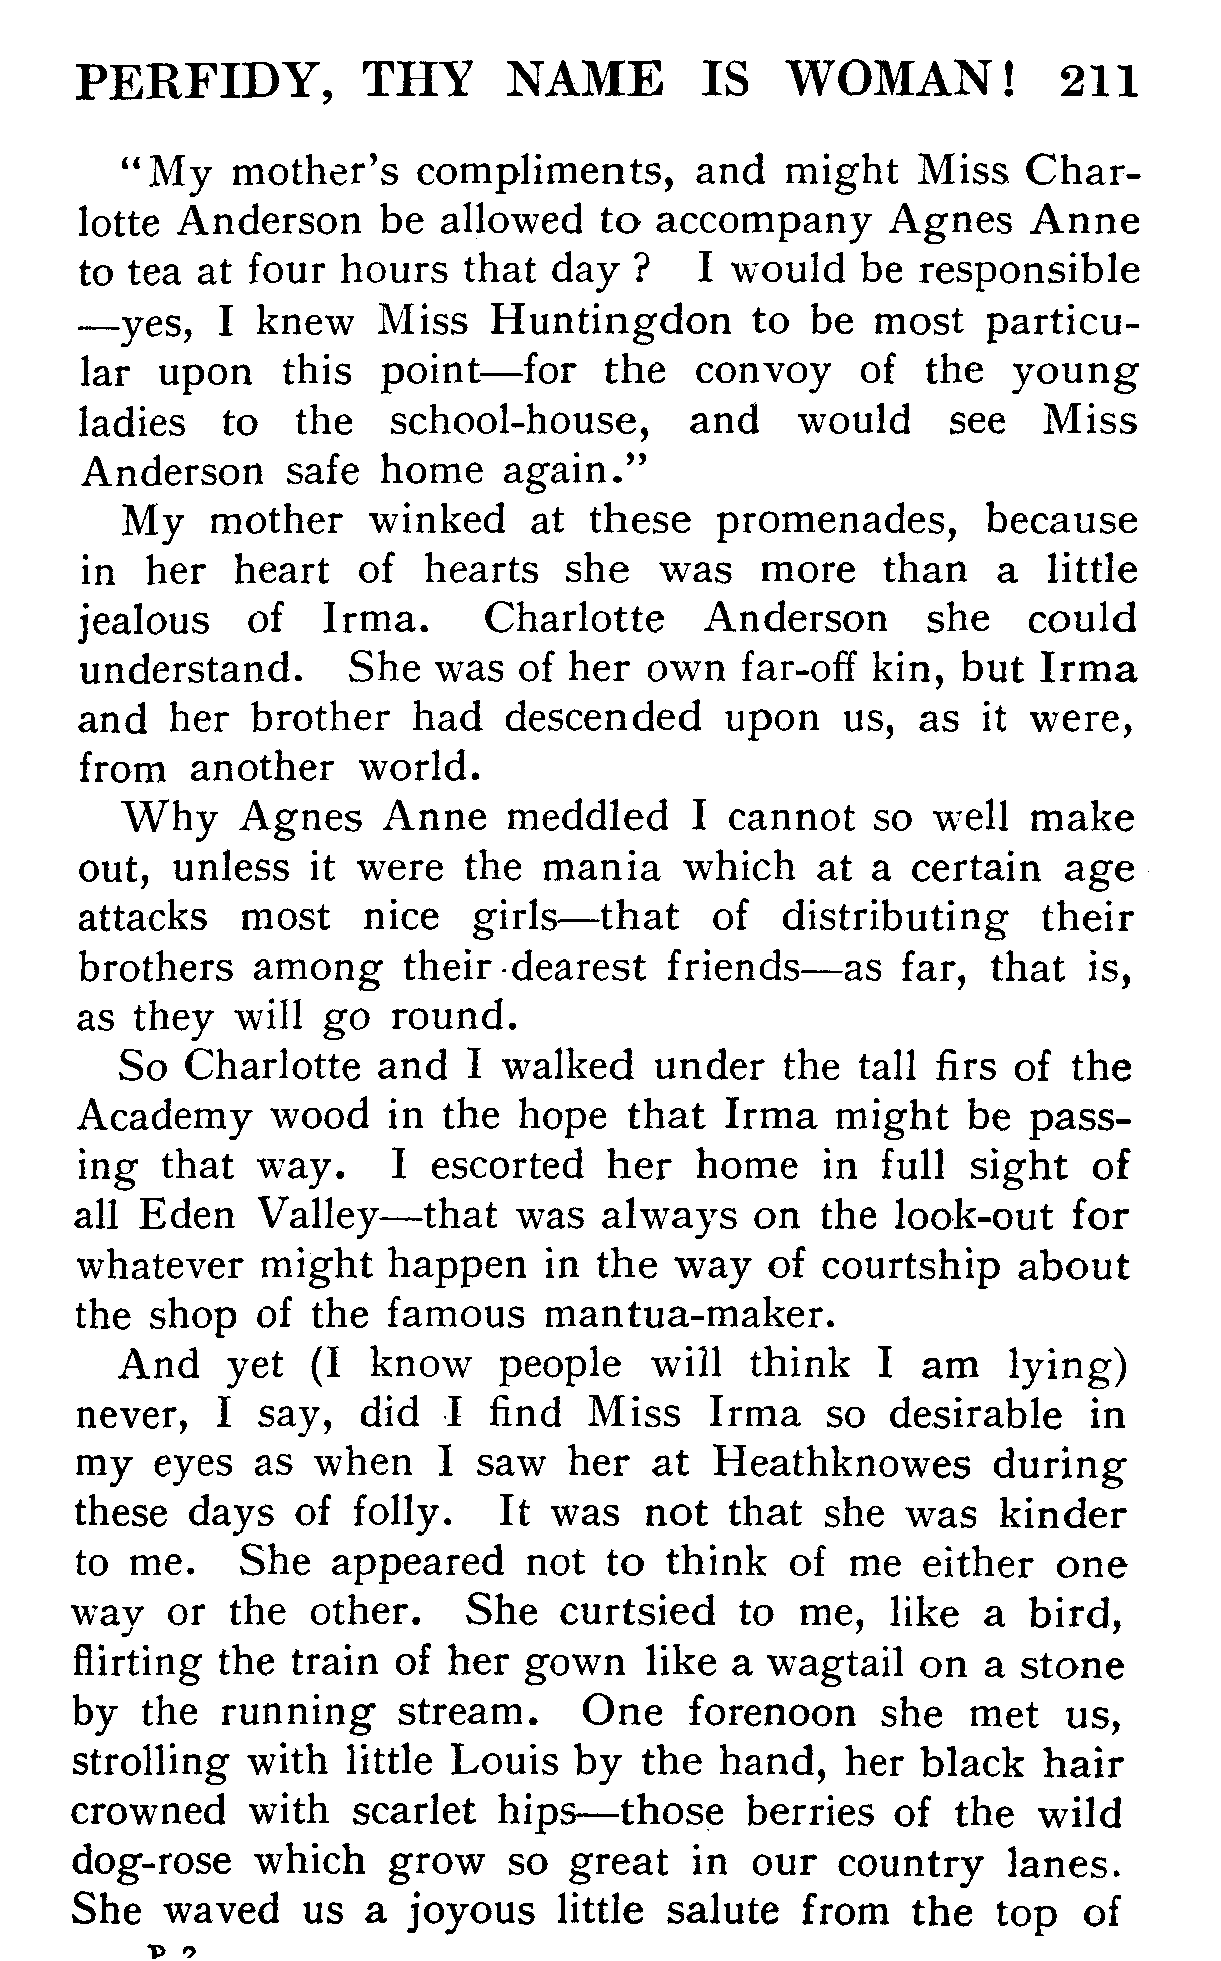 PERFIDY, THY NAME IS WOMAN! 211
"My mother's compliments, and might Miss Char-
lotte Anderson be allowed to accompany Agnes Anne
to tea at four hours that day? I would be responsible
—yes, I knew Miss Huntingdon to be most particu-
lar upon this point—for the convoy of the young
ladies to the school-house, and would see Miss
Anderson safe home again."
My mother winked at these promenades, because
in her heart of hearts she was more than a little
jealous of Irma. Charlotte Anderson she could
understand. She was of her own far-off kin, but Irma
and her brother had descended upon us, as it were,
from another world.
Why Agnes Anne meddled I cannot so well make
out, unless it were the mania which at a certain age
attacks most nice girls—that of distributing their
brothers among their dearest friends—as far, that is,
as they will go round.
So Charlotte and I walked under the tall firs of the
Academy wood in the hope that Irma might be pass-
ing that way. I escorted her home in full sight of
all Eden Valley—that was always on the look-out for
whatever might happen in the way of courtship about
the shop of the famous mantua-maker.
And yet (I know people will think I am lying)
never, I say, did I find Miss Irma so desirable in
my eyes as when I saw her at Heathknowes during
these days of folly. It was not that she was kinder
to me. She appeared not to think of me either one
way or the other. She curtsied to me, like a bird,
flirting the train of her gown like a wagtail on a stone
by the running stream. One forenoon she met us,
strolling with little Louis by the hand, her black hair
crowned with scarlet hips—those berries of the wild
dog-rose which grow so great in our country lanes.
She waved us a joyous little salute from the top of
P 2